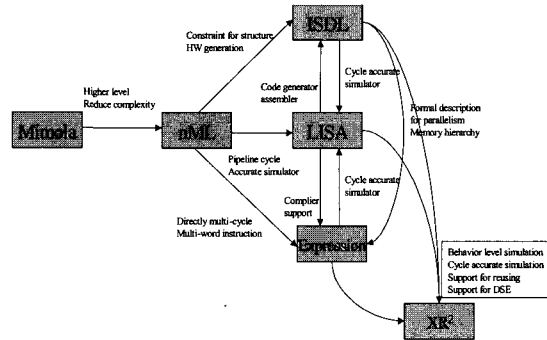 ISDL
Constraint for structure
HW generation
Code generator
assembler
Cycle accurate
simulator
Formal description
for parallelism
Memory hierarchy
Higher level
Reduce complexity
Mimola
nML
LISA
Pipeline cycle
Accurate simulator
Complier
support
Cycle accurate
simulator
Directly multi-cycle
Multi-word instruction
Expression
Behavior level simulation
Cycle accurate simulation
Support for reusing
Support for DSE
XR²